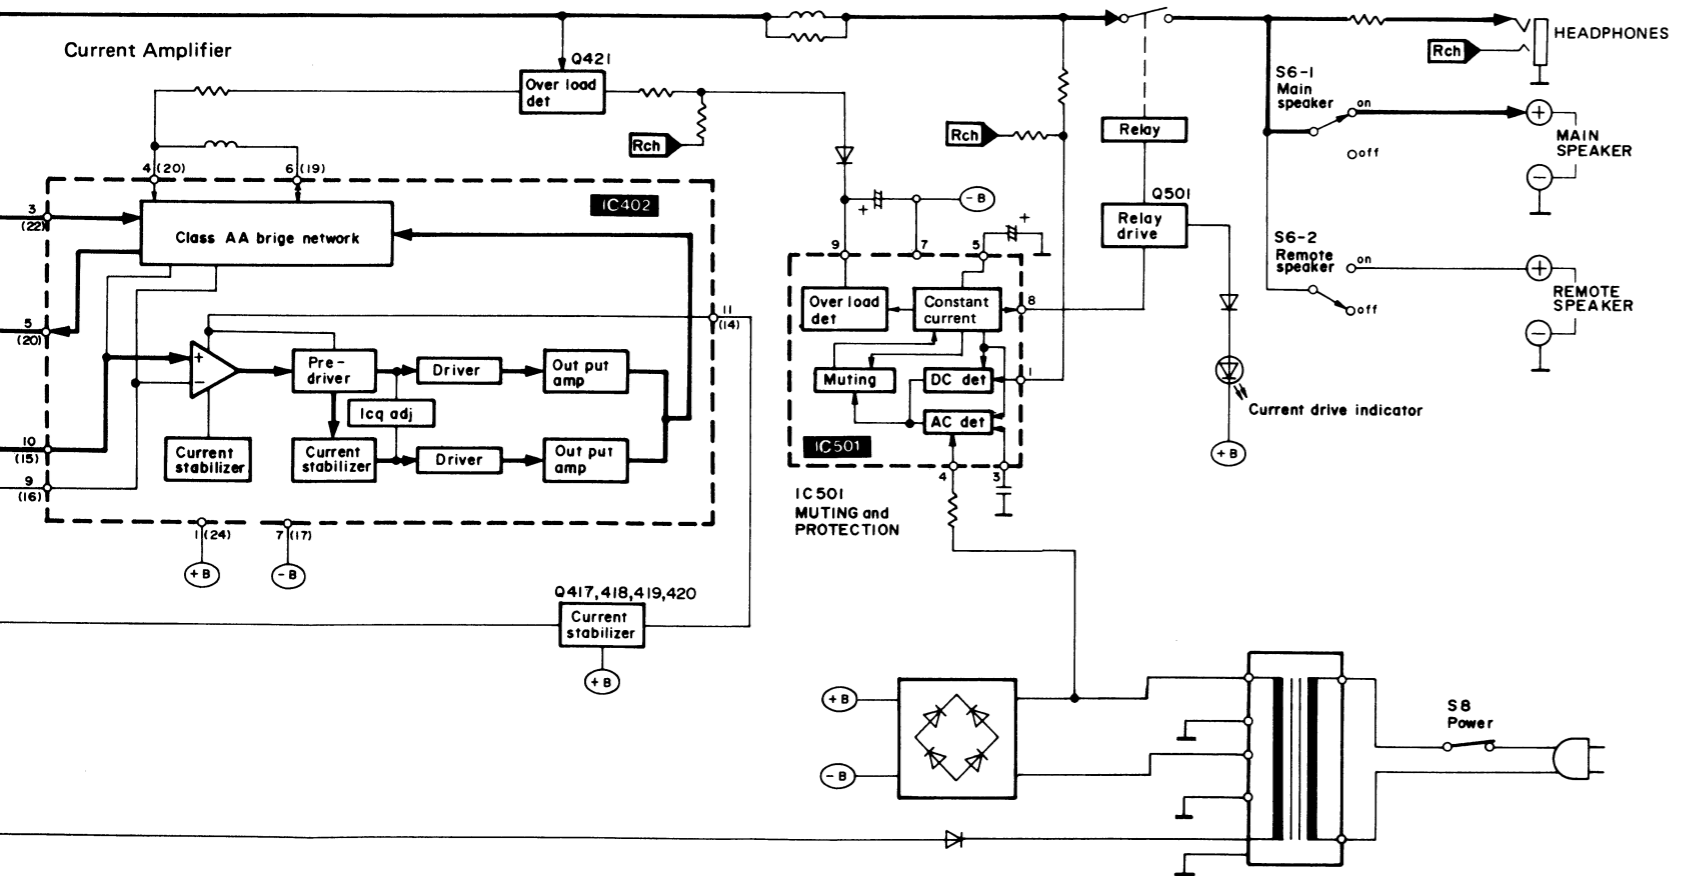 Current Amplifier
Q421
Over load
det
Rch
Rch
Relay
Q501
Relay
drive
Rch
HEADPHONES
S6-1
Main
speaker
on
off
+
MAIN
SPEAKER
−
S6-2
Remote
speaker
on
off
+
REMOTE
SPEAKER
−
4 (20)
6 (19)
IC402
3
(22)
Class AA brige network
5
(20)
11
(14)
+
−
Pre-
driver
Driver
Out put
amp
Icq adj
Current
stabilizer
Current
stabilizer
Driver
Out put
amp
10
(15)
9
(16)
1 (24)
7 (17)
+B
-B
+
-B
+
9
7
5
Over load
det
Constant
current
8
Muting
DC det
1
AC det
IC501
4
3
IC501
MUTING and
PROTECTION
Current drive indicator
+B
Q417,418,419,420
Current
stabilizer
+B
+B
-B
S8
Power